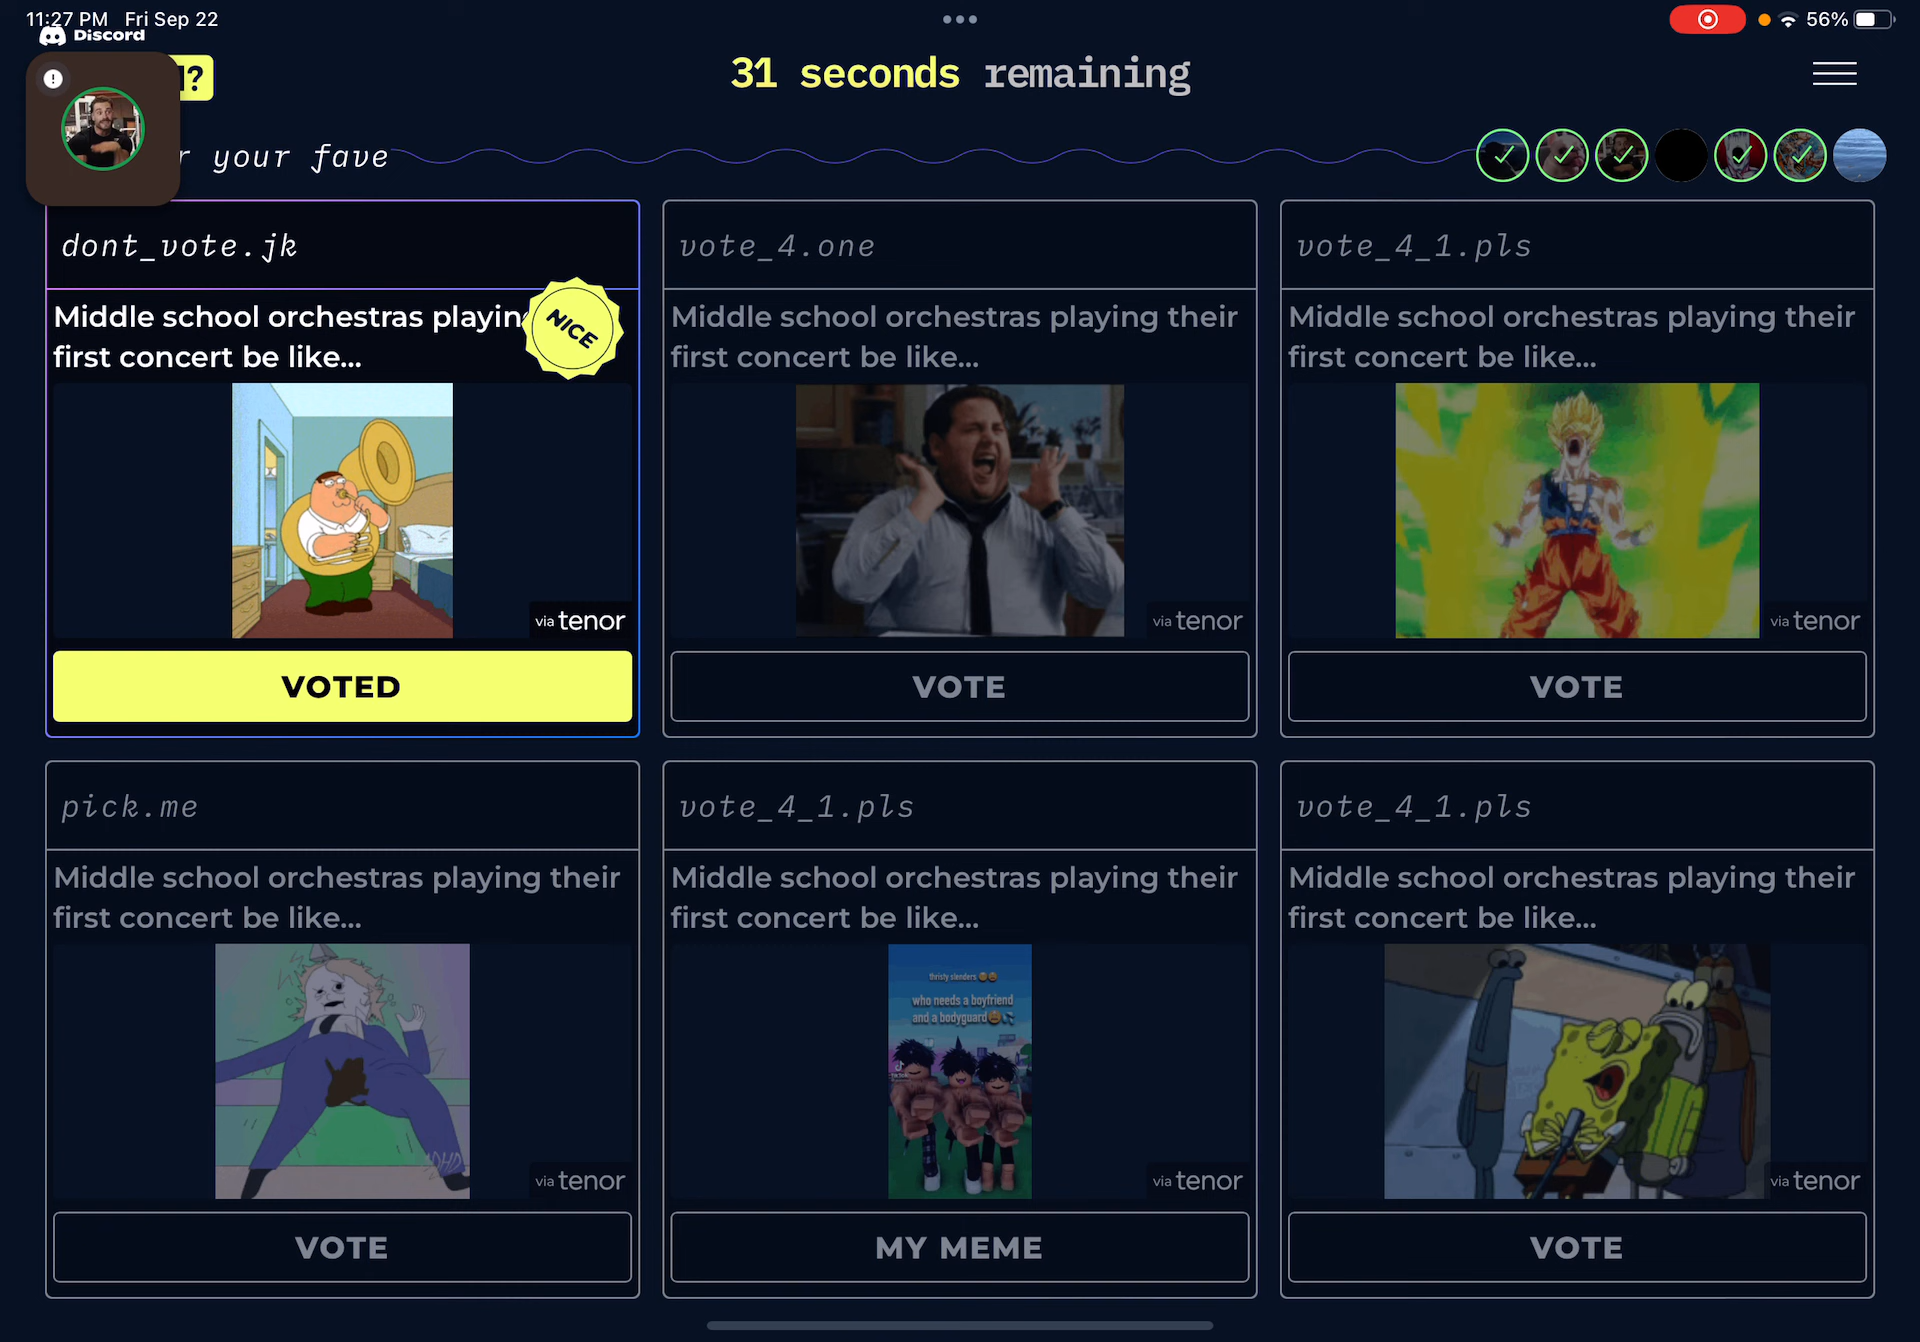 11:27 PM Fri Sep 22
56%
Discord
!
?
31 seconds remaining
r your fave
dont_vote.jk
Middle school orchestras playin
first concert be like...
NICE
via tenor
VOTED
vote_4.one
Middle school orchestras playing their
first concert be like...
via tenor
VOTE
vote_4_1.pls
Middle school orchestras playing their
first concert be like...
via tenor
VOTE
pick.me
Middle school orchestras playing their
first concert be like...
ADHD
via tenor
VOTE
vote_4_1.pls
Middle school orchestras playing their
first concert be like...
thristy slenders
who needs a boyfriend
and a bodyguard
via tenor
MY MEME
vote_4_1.pls
Middle school orchestras playing their
first concert be like...
via tenor
VOTE